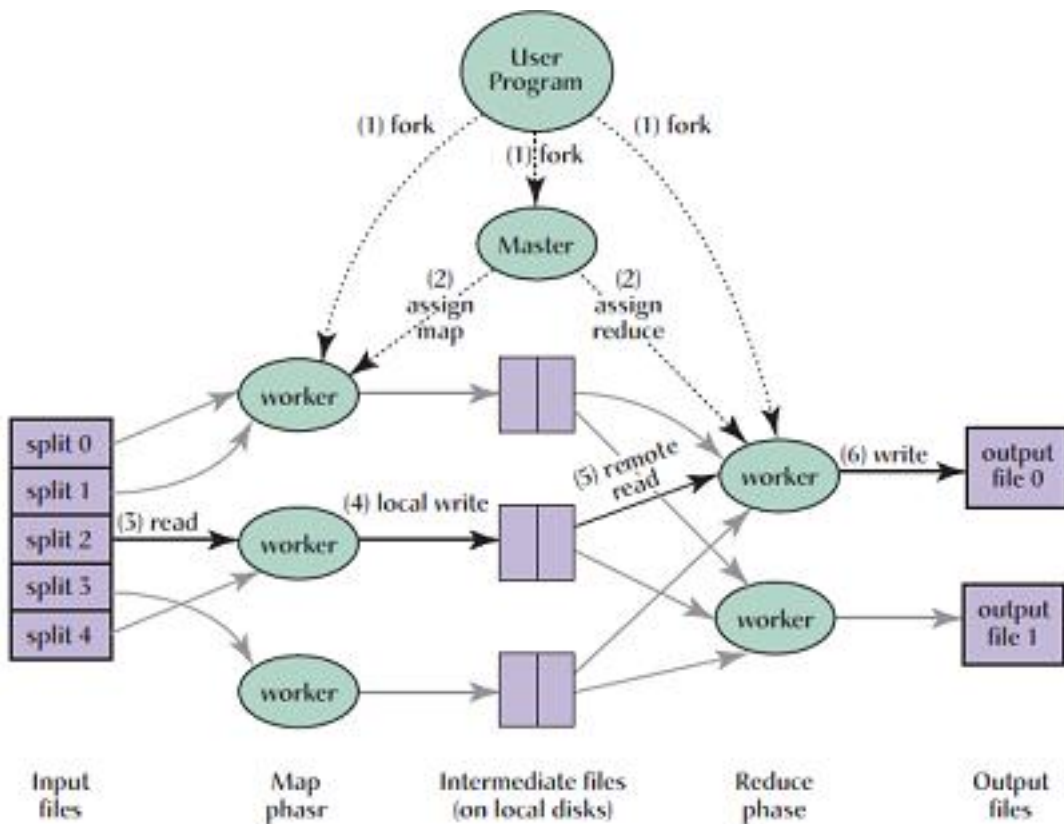 User
Program
(1) fork
(1) fork
(1) fork
Master
(2)
assign
map
(2)
assign
reduce
worker
split 0
split 1
split 2
split 3
split 4
(3) read
worker
(4) local write
(5) remote
read
worker
(6) write
output
file 0
worker
output
file 1
worker
Input
files
Map
phasr
Intermediate files
(on local disks)
Reduce
phase
Output
files